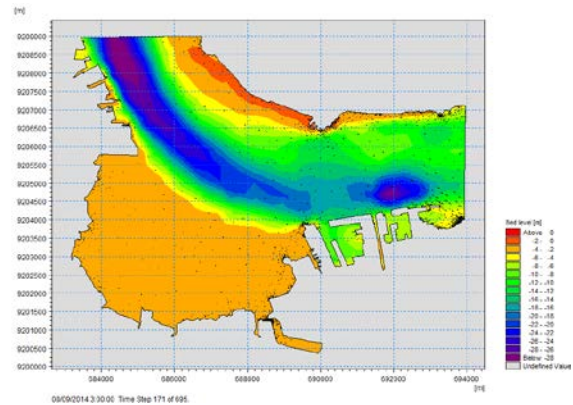 [m]
9209000
9208500
9208000
9207500
9207000
9206500
9206000
9205500
9205000
9204500
9204000
9203500
9203000
9202500
9202000
9201500
9201000
9200500
9200000
684000 686000 688000 690000 692000 694000
[m]
08/09/2014 3:00:00 Time Step 171 of 695.
Bed level [m]
Above 0
-2 - 0
-4 - -2
-6 - -4
-8 - -6
-10 - -8
-12 - -10
-14 - -12
-16 - -14
-18 - -16
-20 - -18
-22 - -20
-24 - -22
-26 - -24
-28 - -26
Below -28
Undefined Value